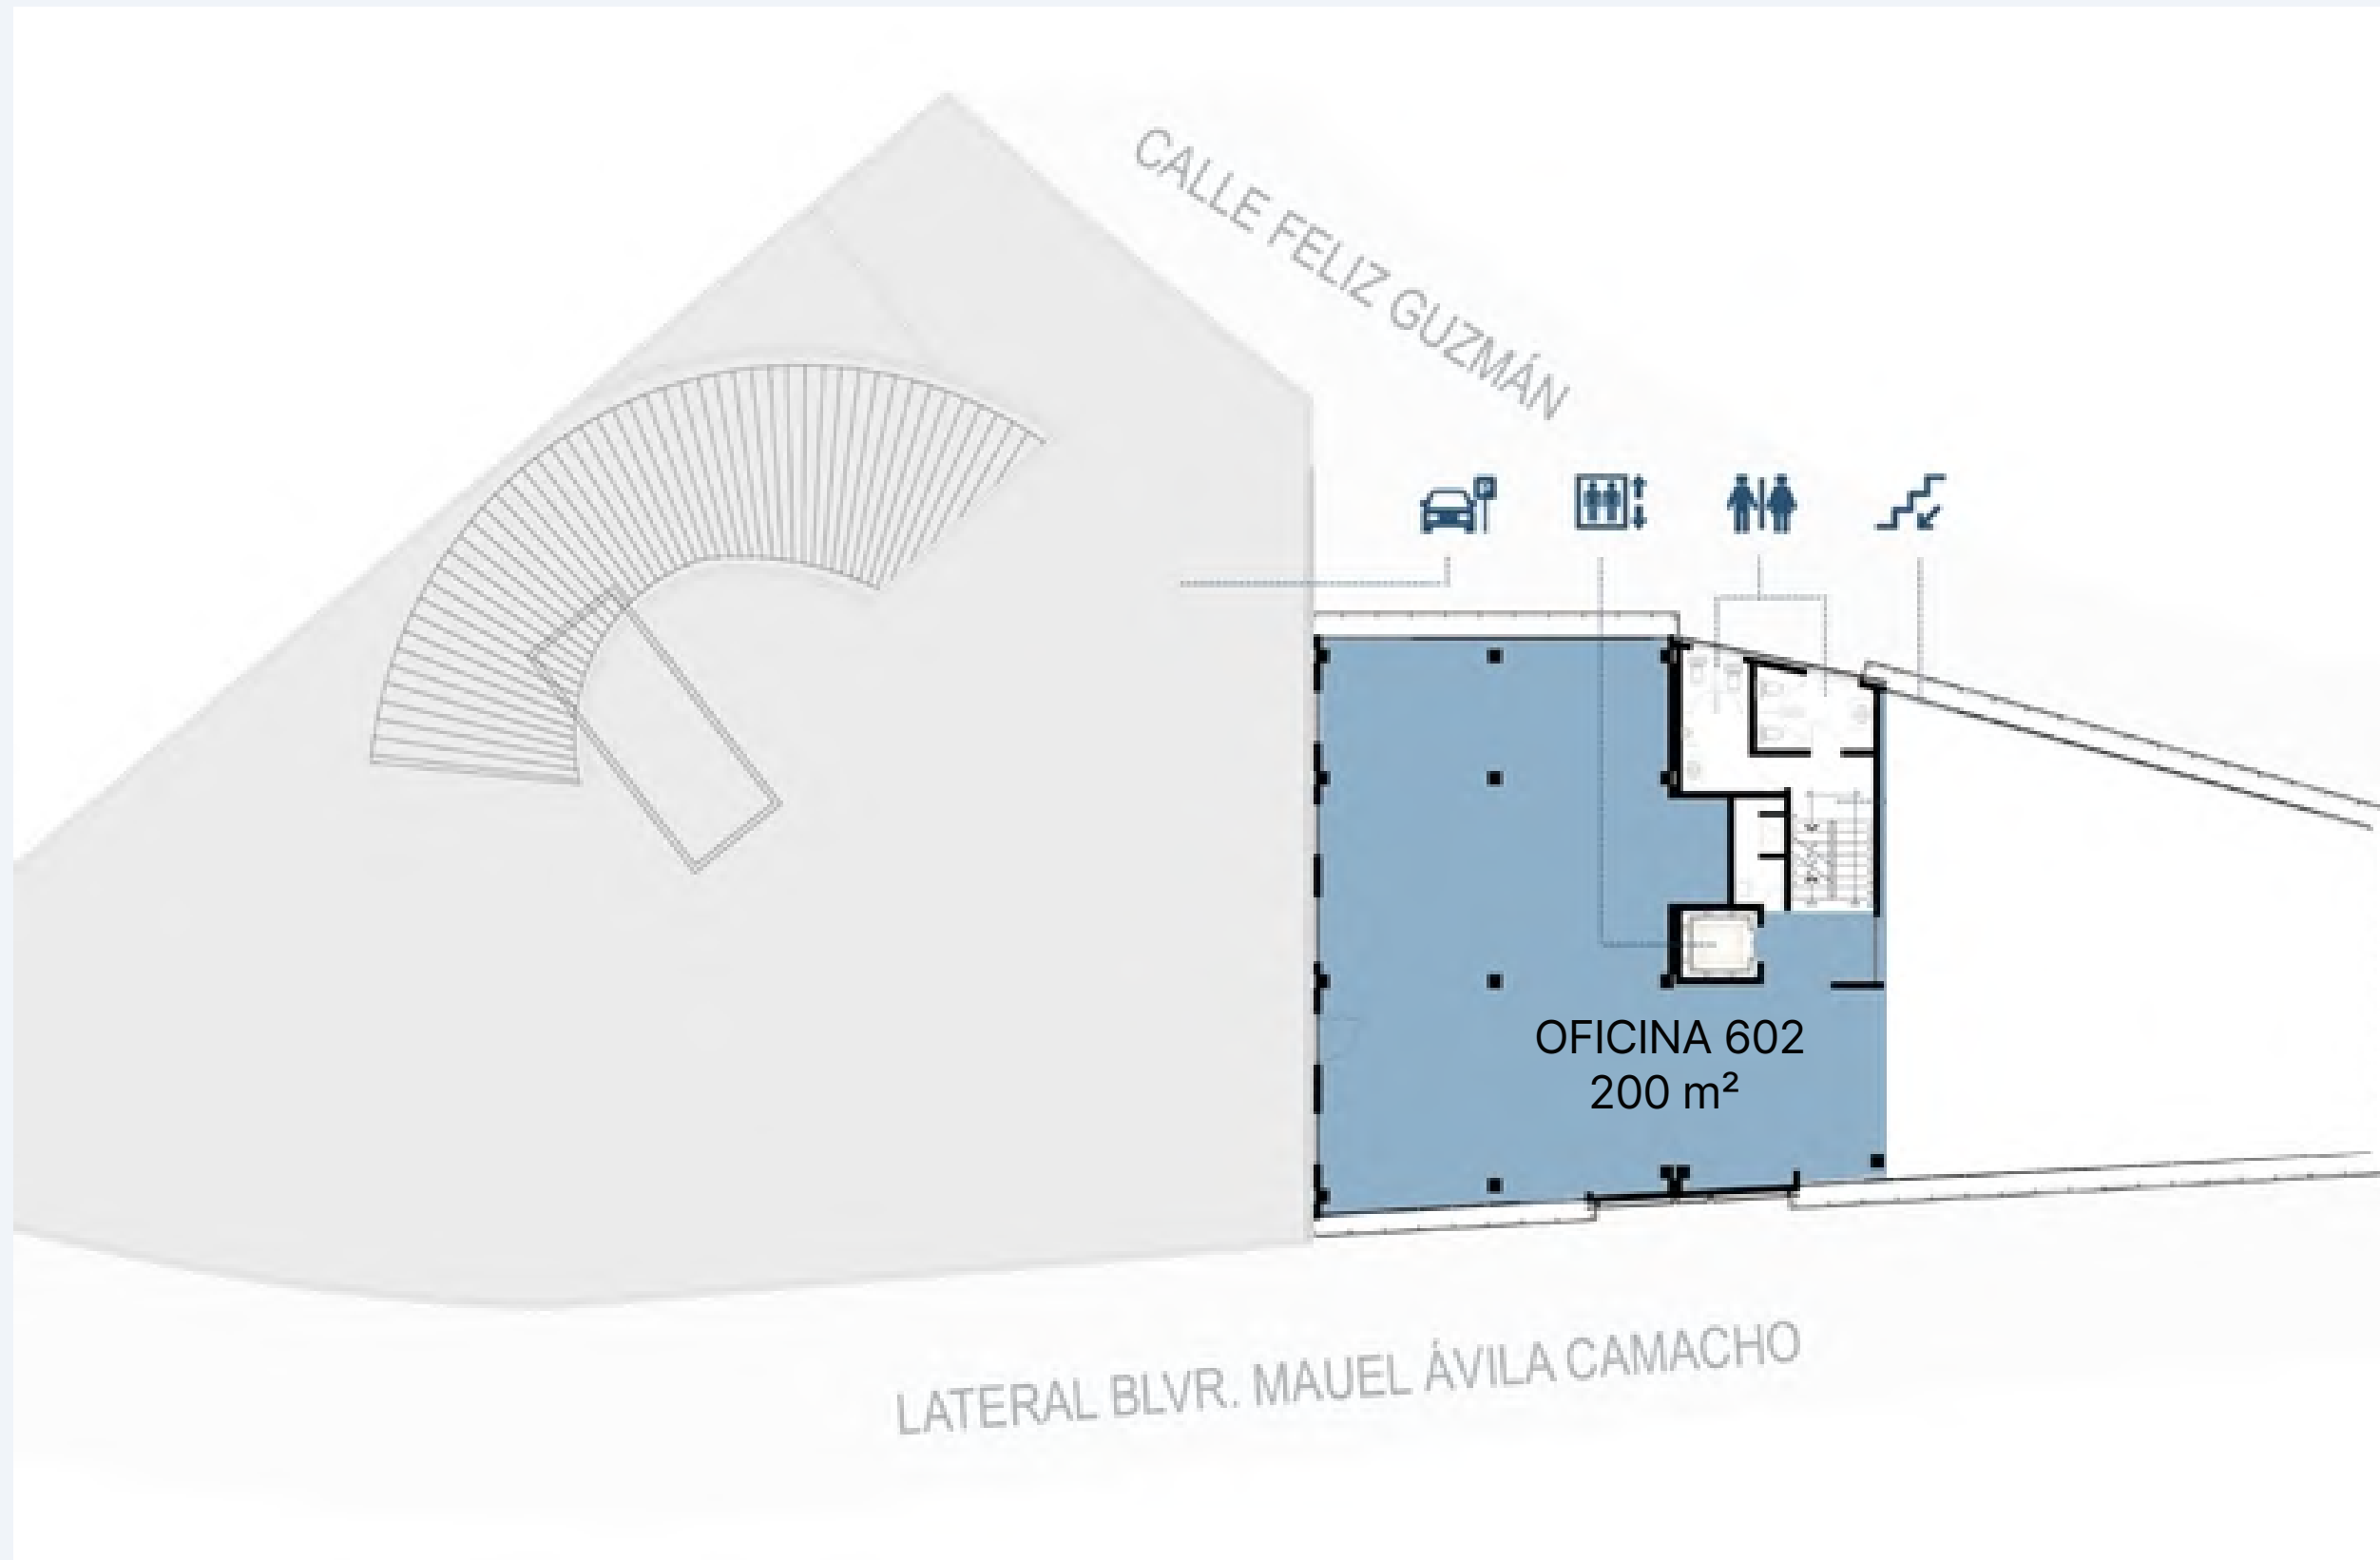 CALLE FELIZ GUZMÁN
P
OFICINA 602
200 m²
LATERAL BLVR. MAUEL ÁVILA CAMACHO